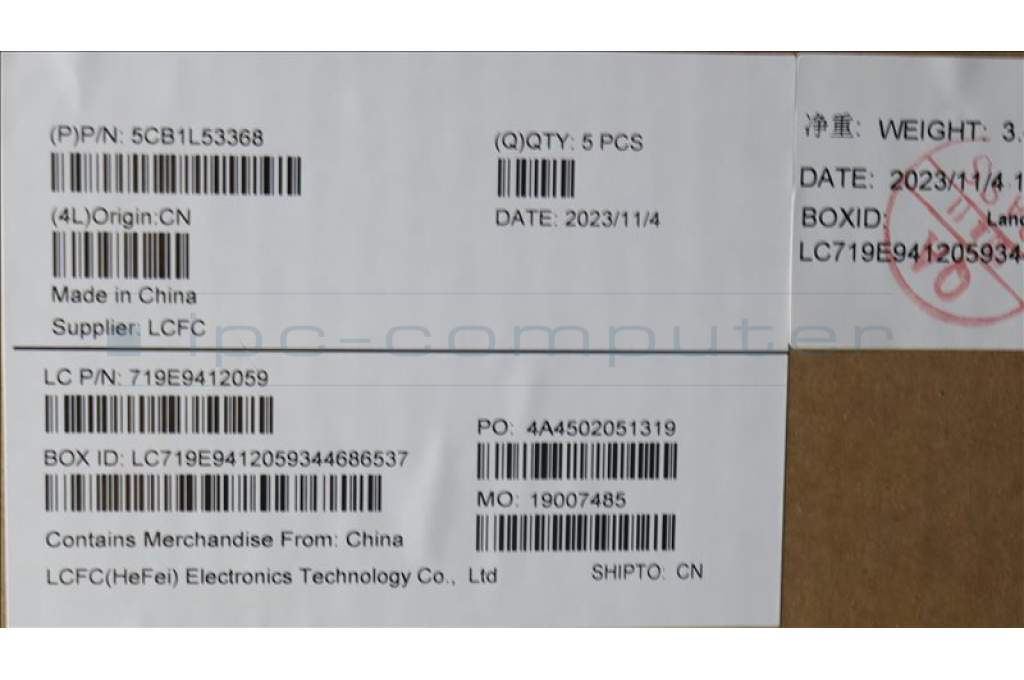 (P)P/N: 5CB1L53368
(Q)QTY: 5 PCS
(4L)Origin:CN
DATE: 2023/11/4
Made in China
Supplier: LCFC
净重: WEIGHT: 3.
DATE: 2023/11/4 1
BOXID:
LC719E941205934
QA
ipc-computer
LC P/N: 719E9412059
PO: 4A4502051319
BOX ID: LC719E9412059344686537
MO: 19007485
Contains Merchandise From: China
LCFC(HeFei) Electronics Technology Co., Ltd
SHIPTO: CN